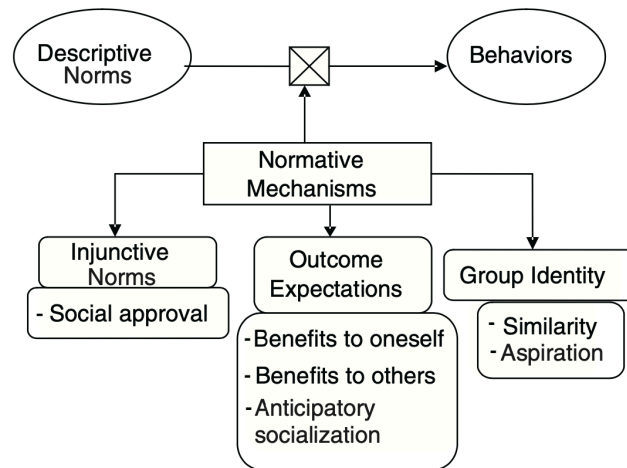 Descriptive
Norms
Behaviors
Normative
Mechanisms
Injunctive
Norms
- Social approval
Outcome
Expectations
- Benefits to oneself
- Benefits to others
- Anticipatory
socialization
Group Identity
- Similarity
- Aspiration